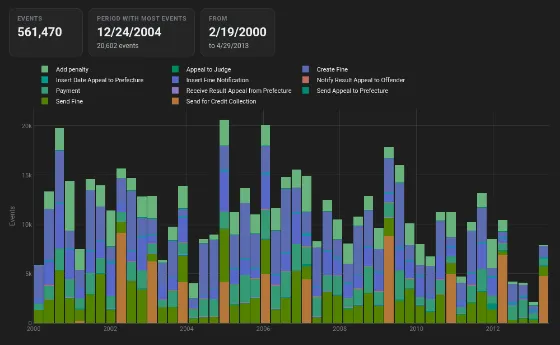 EVENTS
561,470
PERIOD WITH MOST EVENTS
12/24/2004
20,602 events
FROM
2/19/2000
to 4/29/2013
Add penalty
Appeal to Judge
Create Fine
Insert Date Appeal to Prefecture
Insert Fine Notification
Notify Result Appeal to Offender
Payment
Receive Result Appeal from Prefecture
Send Appeal to Prefecture
Send Fine
Send for Credit Collection
Events
20k
15k
10k
5k
0
2000
2002
2004
2006
2008
2010
2012